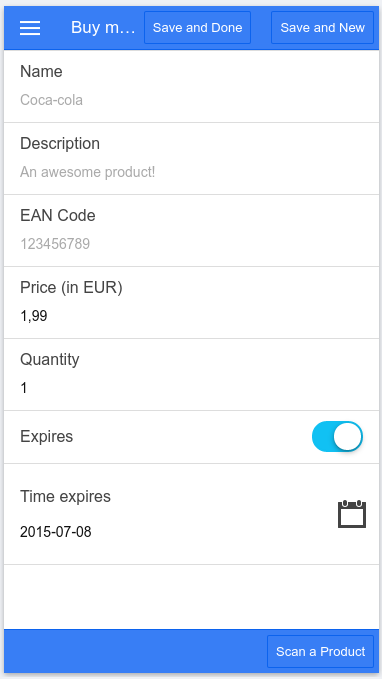 Buy m... Save and Done Save and New
Name
Coca-cola
Description
An awesome product!
EAN Code
123456789
Price (in EUR)
1,99
Quantity
1
Expires
Time expires
2015-07-08
Scan a Product